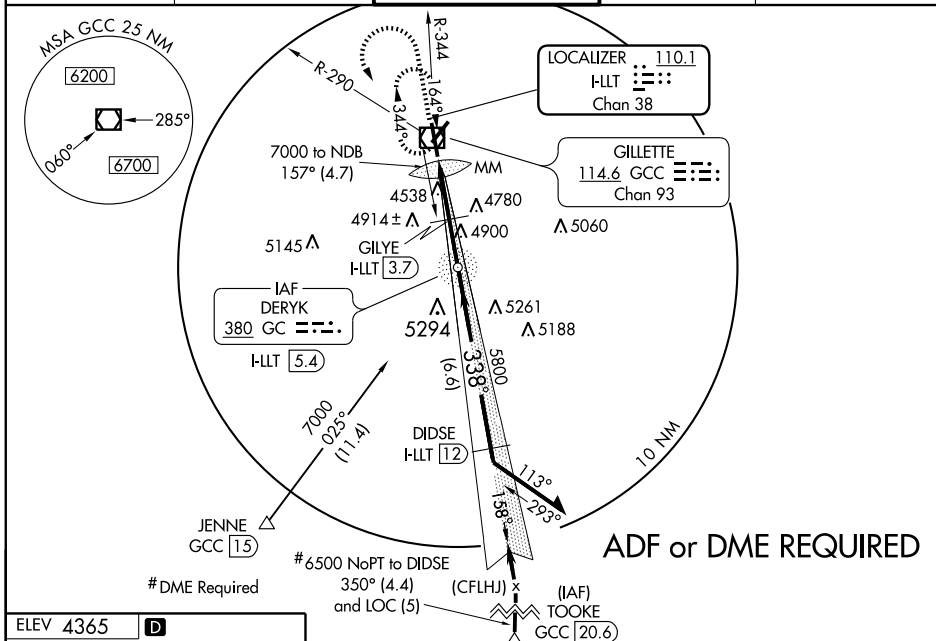 MSA GCC 25 NM
6200
285°
060°
6700
R-344
R-290
164°
344°
LOCALIZER 110.1
I-LLT
Chan 38
GILLETTE
114.6 GCC
Chan 93
7000 to NDB
157° (4.7)
MM
4538
4780
4914±
4900
5060
5145
GILYE
I-LLT 3.7
IAF
DERYK
380 GC
I-LLT 5.4
5294
5261
5188
338°
5800
(6.6)
7000
025°
(11.4)
DIDSE
I-LLT 12
10 NM
113°
293°
158°
JENNE
GCC 15
ADF or DME REQUIRED
#DME Required
#6500 NoPT to DIDSE
350° (4.4)
and LOC (5)
(CFLHJ) x
(IAF)
TOOKE
GCC 20.6
ELEV 4365 D